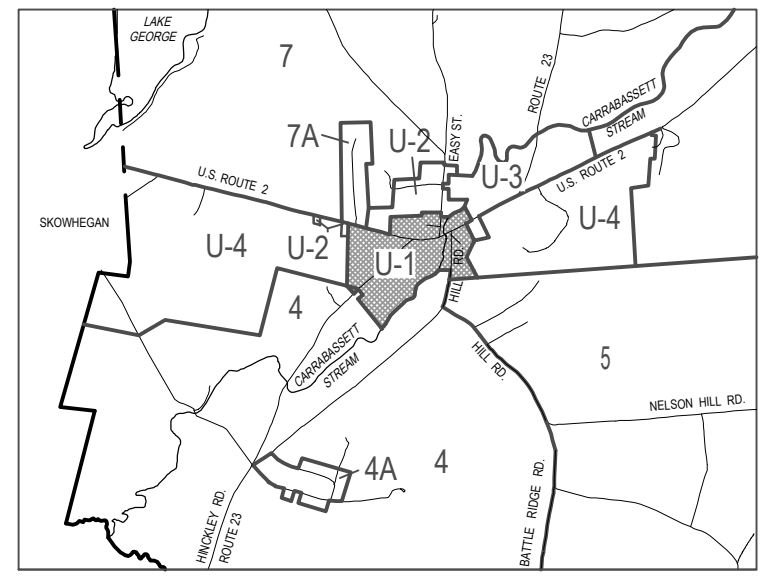 LAKE
GEORGE
7
ROUTE 23
CARRABASSETT
STREAM
7A
U-2
EASY ST.
U-3
U.S. ROUTE 2
U.S. ROUTE 2
SKOWHEGAN
U-4
U-2
U-1
U-4
HILL RD.
4
CARRABASSETT
STREAM
HILL RD.
5
NELSON HILL RD.
4A
4
HINCKLEY RD.
ROUTE 23
BATTLE RIDGE RD.